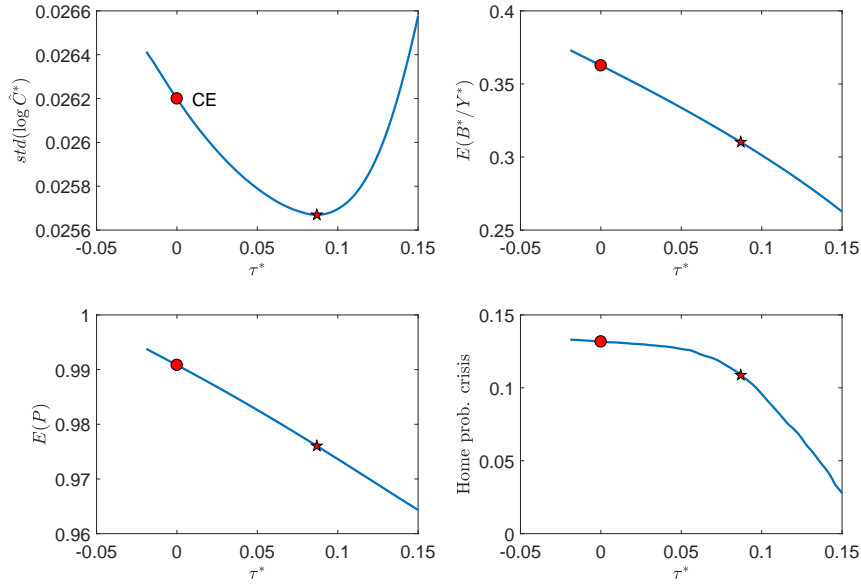 0.0266
0.0264
0.0262
0.026
0.0258
0.0256
std(log Ĉ*)
CE
-0.05 0 0.05 0.1 0.15
τ*
0.4
0.35
0.3
0.25
E(B*/Y*)
-0.05 0 0.05 0.1 0.15
τ*
1
0.99
0.98
0.97
0.96
E(P)
-0.05 0 0.05 0.1 0.15
τ*
0.15
0.1
0.05
0
Home prob. crisis
-0.05 0 0.05 0.1 0.15
τ*